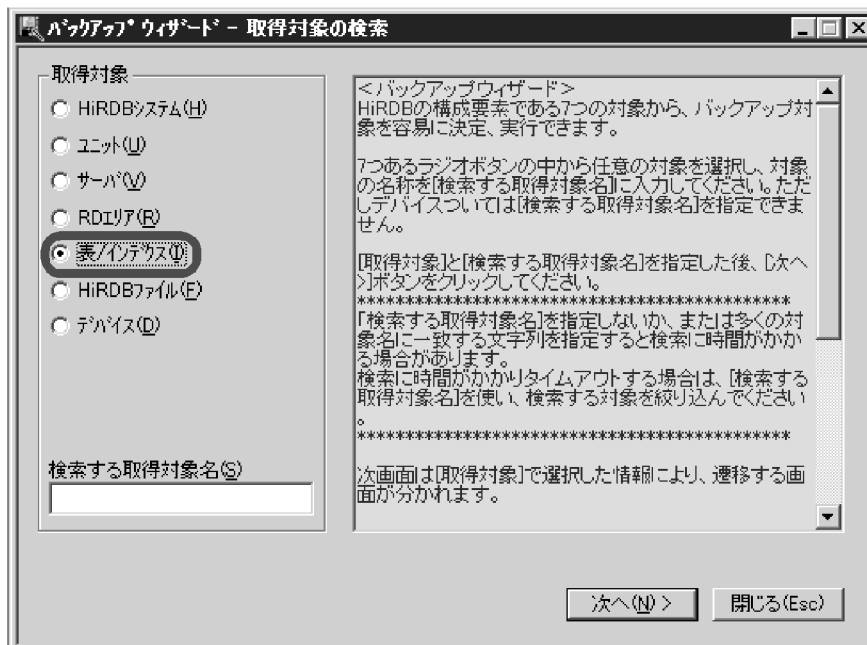 ﾊﾞｯｸｱｯﾌﾟ ｳｨｻﾞｰﾄﾞ - 取得対象の検索
取得対象
HiRDBｼｽﾃﾑ(H)
ﾕﾆｯﾄ(U)
ｻｰﾊﾞ(V)
RDｴﾘｱ(R)
表/ｲﾝﾃﾞｸｽ(I)
HiRDBﾌｧｲﾙ(F)
ﾃﾞﾊﾞｲｽ(D)
検索する取得対象名(S)
＜バックアップウィザード＞
HiRDBの構成要素である7つの対象から、バックアップ対
象を容易に決定、実行できます。
7つあるラジオボタンの中から任意の対象を選択し、対象
の名称を[検索する取得対象名]に入力してください。ただ
しデバイスついては[検索する取得対象名]を指定できま
せん。
[取得対象]と[検索する取得対象名]を指定した後、[次へ
>]ボタンをクリックしてください。
**********************************************
「検索する取得対象名]を指定しないか、または多くの対
象名に一致する文字列を指定すると検索に時間がかか
る場合があります。
検索に時間がかかりタイムアウトする場合は、[検索する
取得対象名]を使い、検索する対象を絞り込んでください
。
**********************************************
次画面は[取得対象]で選択した情報により、遷移する画
面が分かれます。
次へ(N) >
閉じる(Esc)